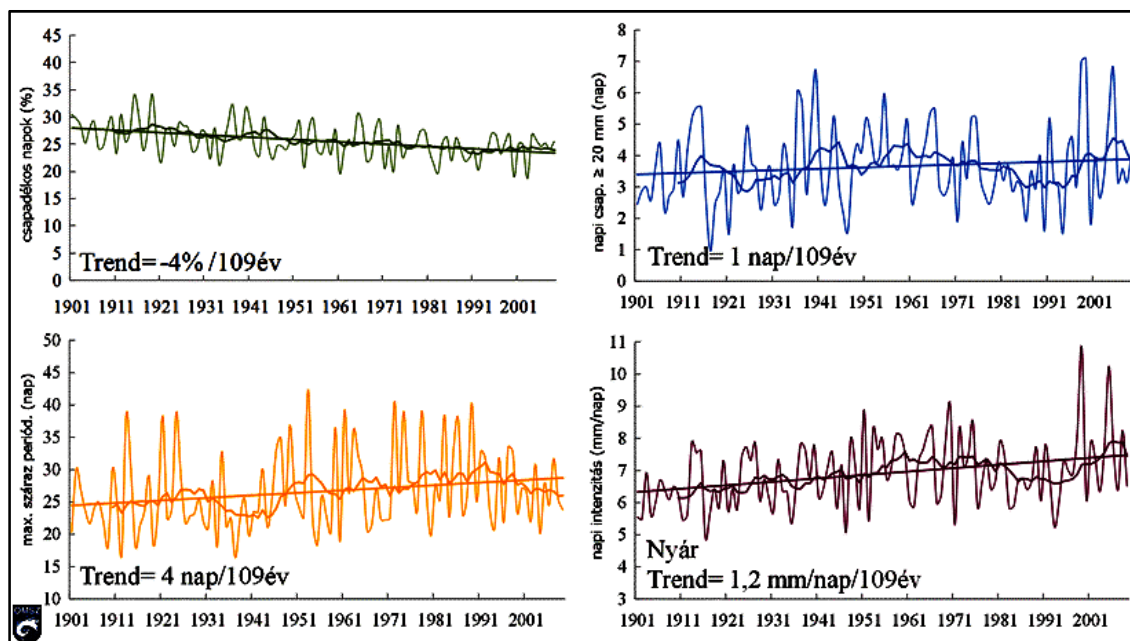 csapadékos napok (%)
45
40
35
30
25
20
15
10
5
0
Trend= -4% /109év
1901 1911 1921 1931 1941 1951 1961 1971 1981 1991 2001
napi csap. ≥ 20 mm (nap)
8
7
6
5
4
3
2
1
0
Trend= 1 nap/109év
1901 1911 1921 1931 1941 1951 1961 1971 1981 1991 2001
max. száraz periód. (nap)
50
45
40
35
30
25
20
15
10
Trend= 4 nap/109év
1901 1911 1921 1931 1941 1951 1961 1971 1981 1991 2001
napi intenzítás (mm/nap)
11
10
9
8
7
6
5
4
3
Nyár
Trend= 1,2 mm/nap/109év
1901 1911 1921 1931 1941 1951 1961 1971 1981 1991 2001